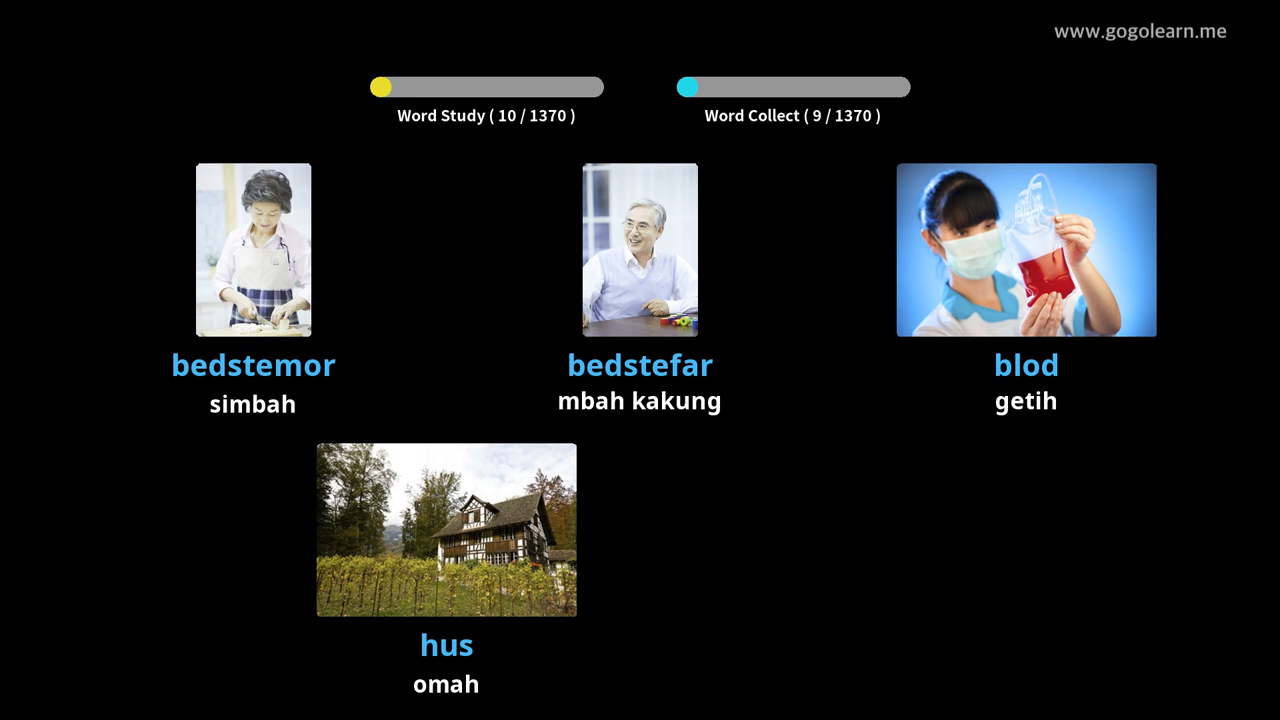 www.gogolearn.me
Word Study ( 10 / 1370 )
Word Collect ( 9 / 1370 )
bedstemor
simbah
bedstefar
mbah kakung
blod
getih
hus
omah